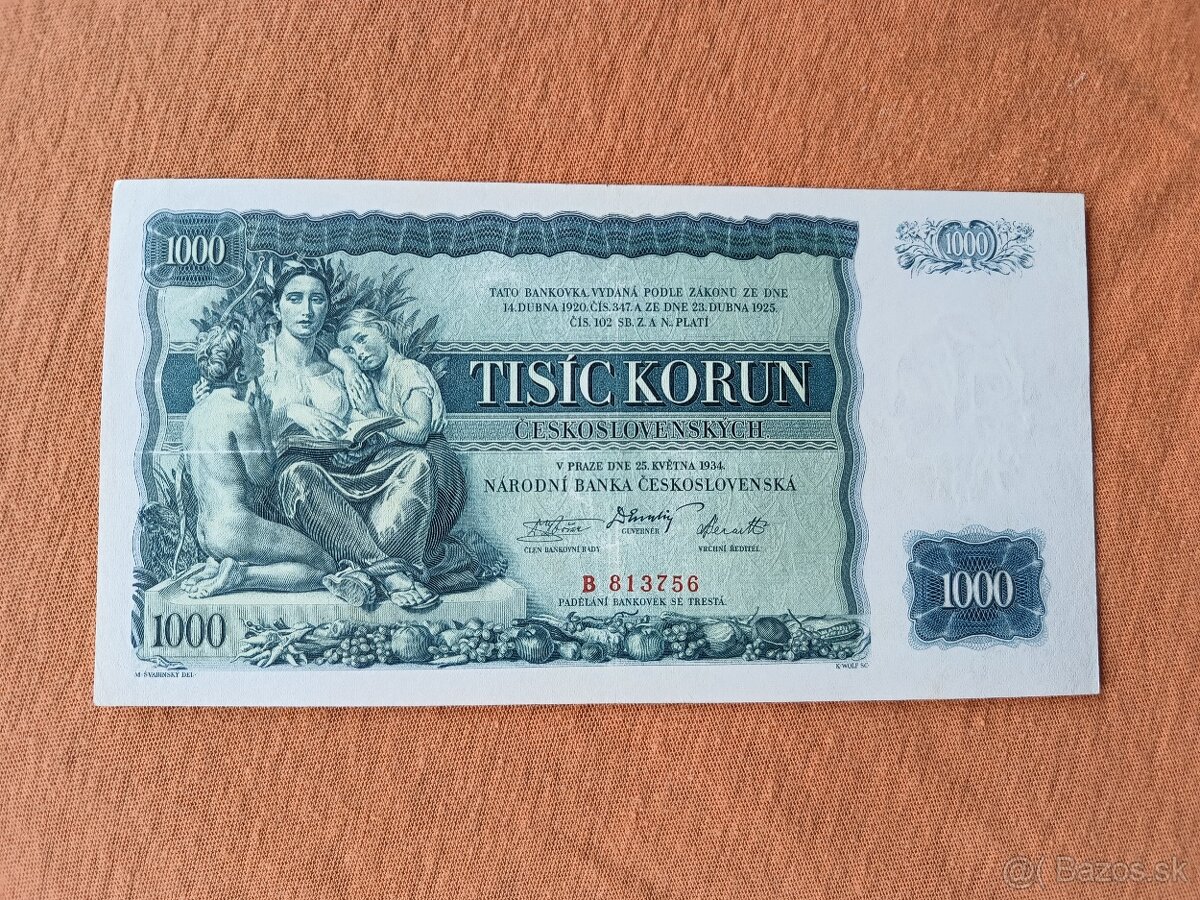 1000
1000
TATO BANKOVKA, VYDANÁ PODLE ZÁKONŮ ZE DNE
14. DUBNA 1920, ČÍS. 347, A ZE DNE 23. DUBNA 1925,
ČÍS. 102 SB. Z. A N., PLATÍ
TISÍC KORUN
ČESKOSLOVENSKÝCH.
V PRAZE DNE 25. KVĚTNA 1934.
NÁRODNÍ BANKA ČESKOSLOVENSKÁ
GUVERNÉR
ČLEN BANKOVNÍ RADY
VRCHNÍ ŘEDITEL
B 813756
PADĚLÁNÍ BANKOVEK SE TRESTÁ.
1000
1000
M. ŠVABINSKÝ DEL.
K. WOLF SC.
@( Bazos.sk